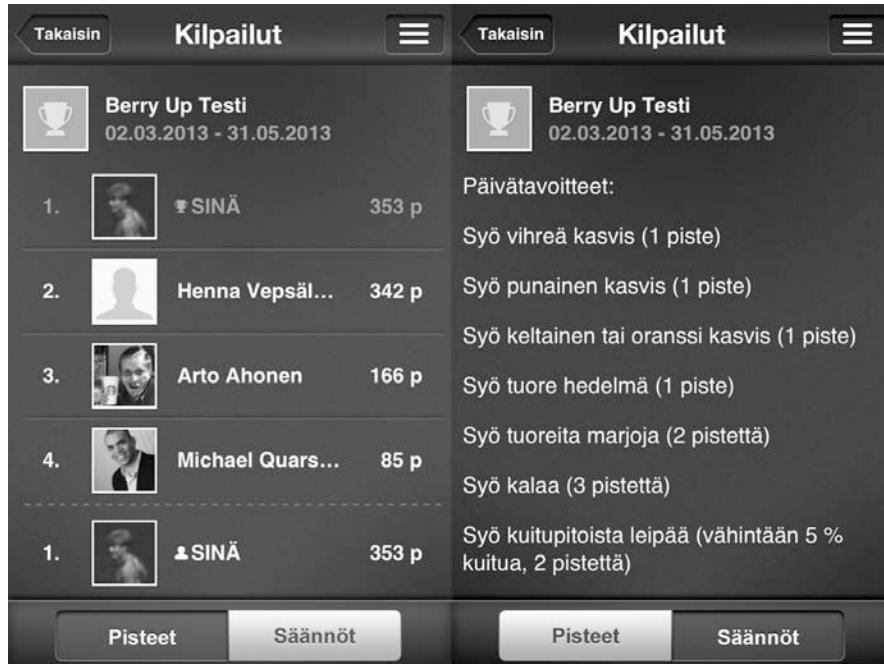 Takaisin
Kilpailut
Berry Up Testi
02.03.2013 - 31.05.2013
1. SINÄ 353 p
2. Henna Vepsäl... 342 p
3. Arto Ahonen 166 p
4. Michael Quars... 85 p
1. SINÄ 353 p
Pisteet Säännöt
Takaisin
Kilpailut
Berry Up Testi
02.03.2013 - 31.05.2013
Päivätavoitteet:
Syö vihreä kasvis (1 piste)
Syö punainen kasvis (1 piste)
Syö keltainen tai oranssi kasvis (1 piste)
Syö tuore hedelmä (1 piste)
Syö tuoreita marjoja (2 pistettä)
Syö kalaa (3 pistettä)
Syö kuitupitoista leipää (vähintään 5 %
kuitua, 2 pistettä)
Pisteet Säännöt